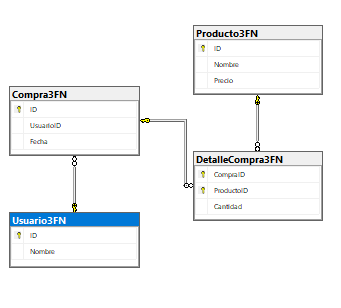 Producto3FN
ID
Nombre
Precio
Compra3FN
ID
UsuarioID
Fecha
DetalleCompra3FN
CompraID
ProductoID
Cantidad
Usuario3FN
ID
Nombre